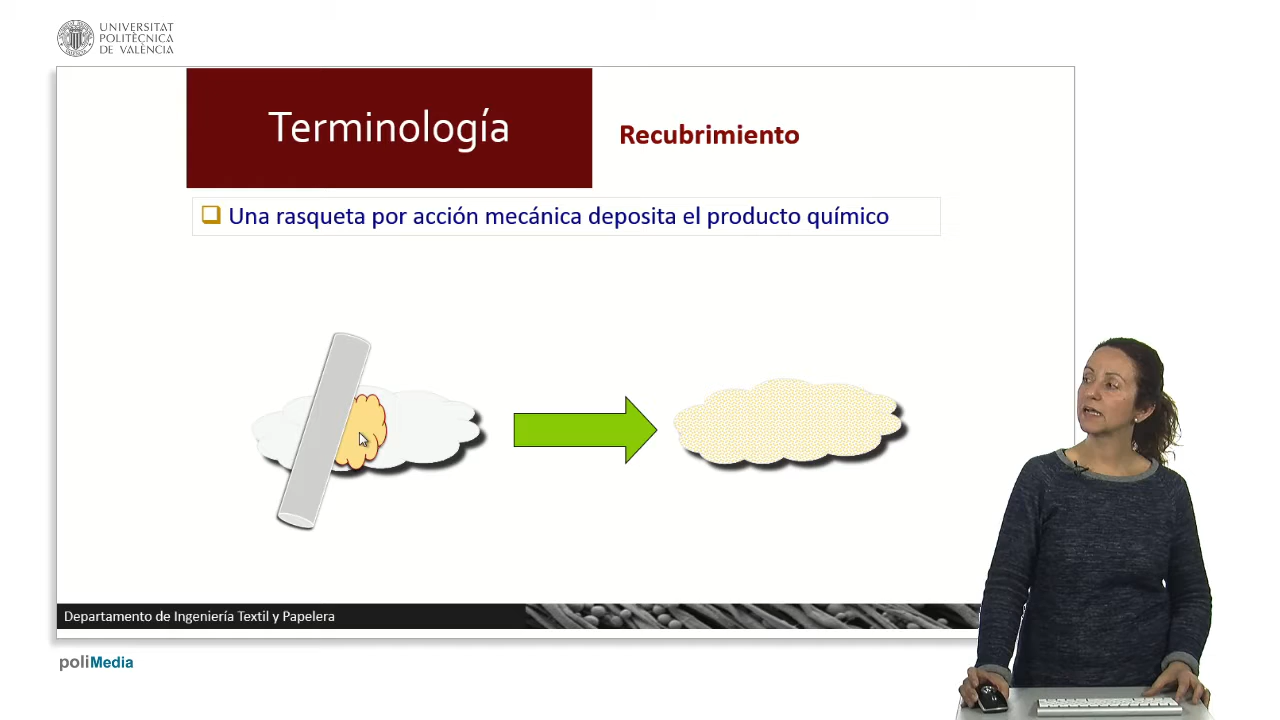 UNIVERSITAT
POLITÈCNICA
DE VALÈNCIA
Terminología
Recubrimiento
Una rasqueta por acción mecánica deposita el producto químico
Departamento de Ingeniería Textil y Papelera
poliMedia